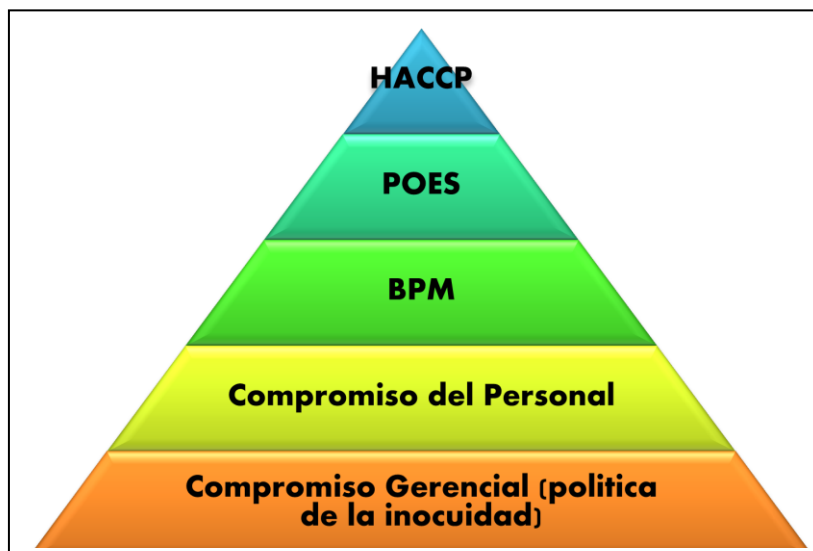 HACCP
POES
BPM
Compromiso del Personal
Compromiso Gerencial (politica
de la inocuidad)